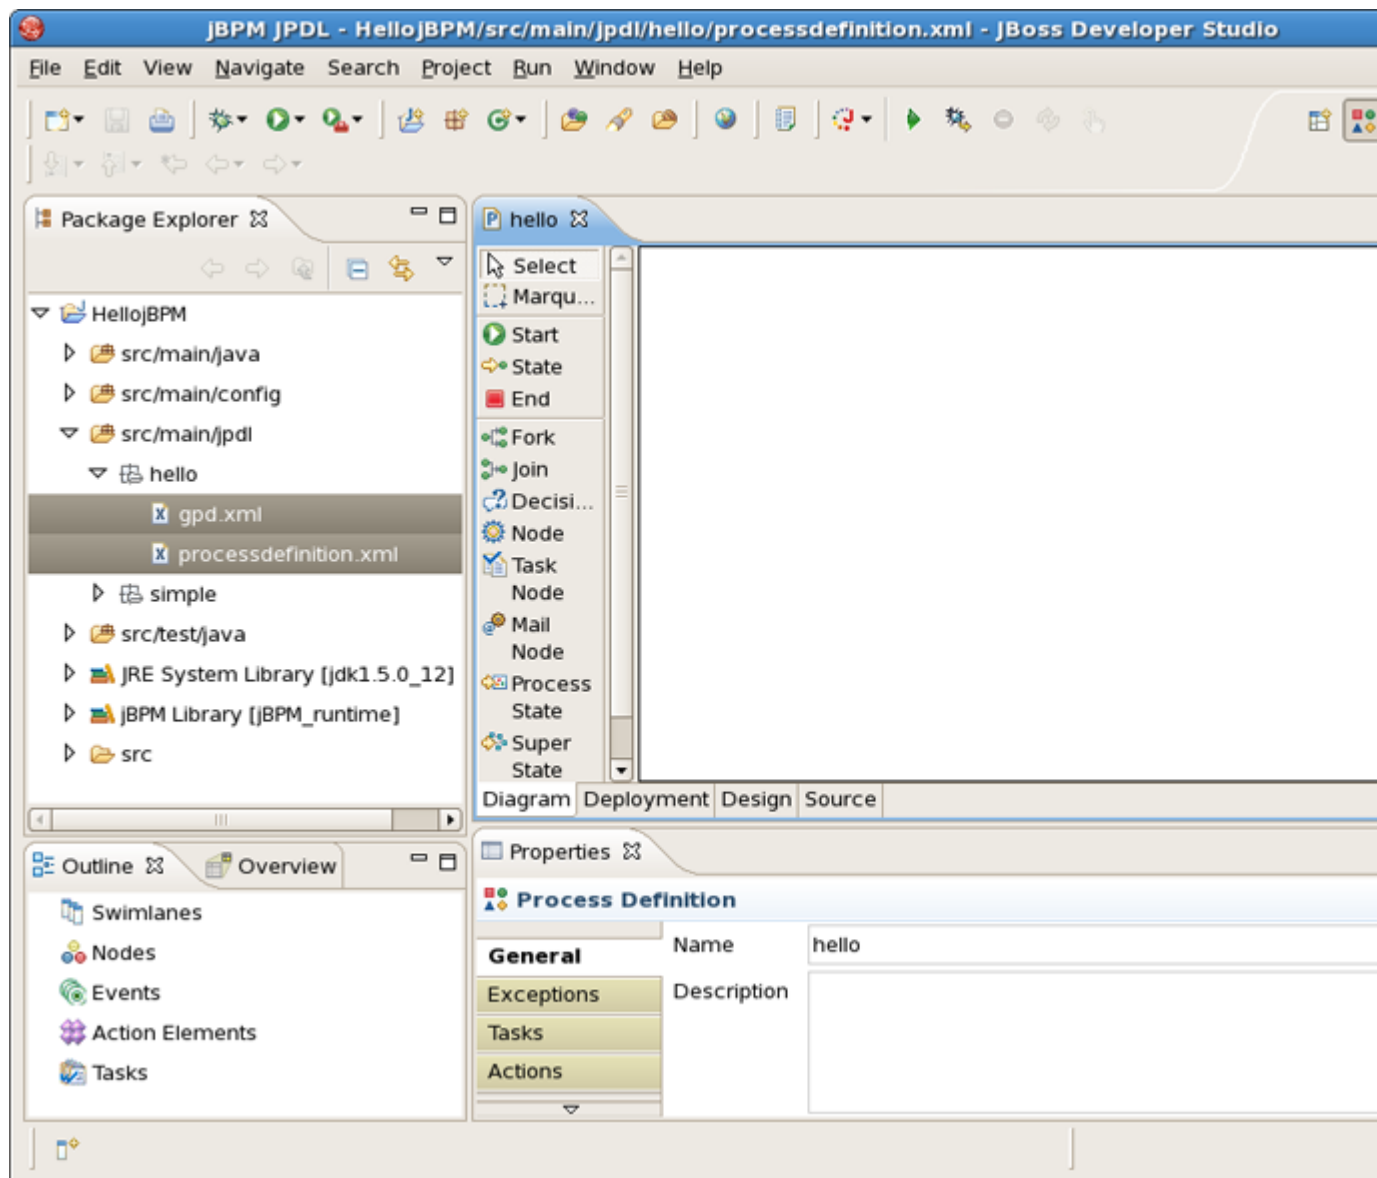 jBPM JPDL - HellojBPM/src/main/jpdl/hello/processdefinition.xml - JBoss Developer Studio
File Edit View Navigate Search Project Run Window Help
Package Explorer
HellojBPM
src/main/java
src/main/config
src/main/jpdl
hello
gpd.xml
processdefinition.xml
simple
src/test/java
JRE System Library [jdk1.5.0_12]
jBPM Library [jBPM_runtime]
src
hello
Select
Marqu...
Start
State
End
Fork
Join
Decisi...
Node
Task
Node
Mail
Node
Process
State
Super
State
Diagram Deployment Design Source
Outline Overview
Swimlanes
Nodes
Events
Action Elements
Tasks
Properties
Process Definition
General
Exceptions
Tasks
Actions
Name hello
Description